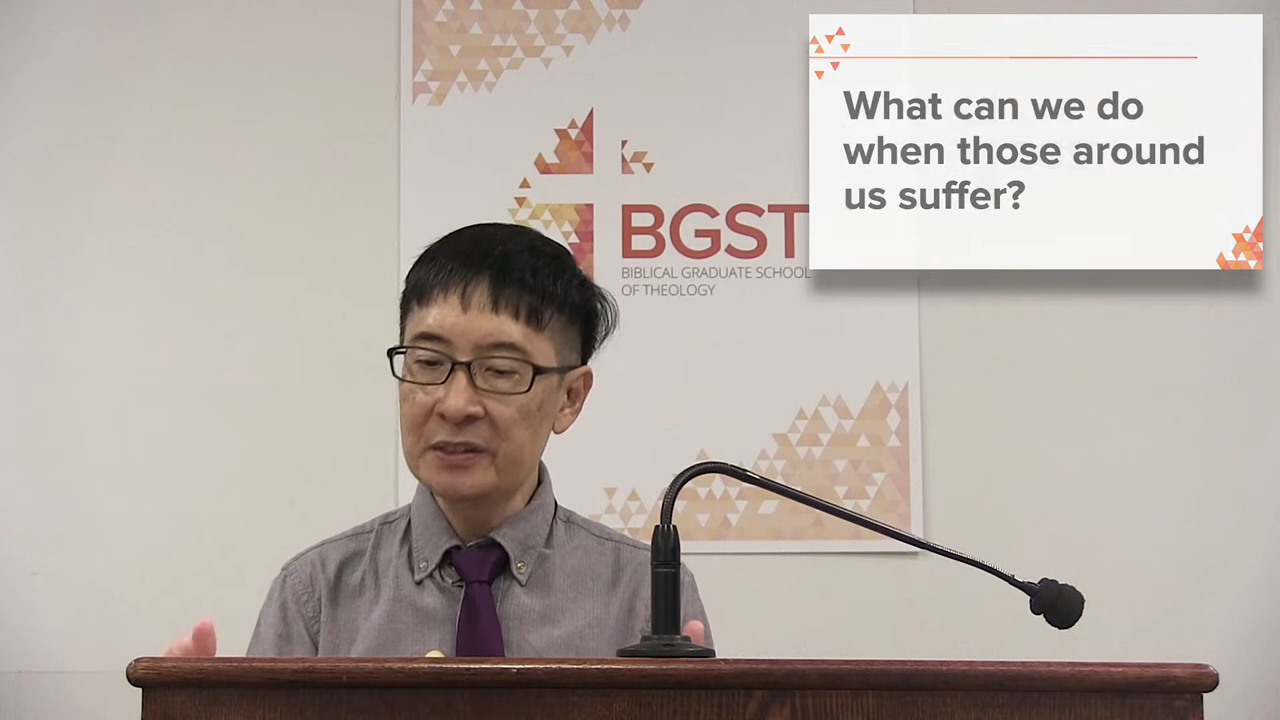 What can we do
when those around
us suffer?
BGST
BIBLICAL GRADUATE SCHOOL
OF THEOLOGY